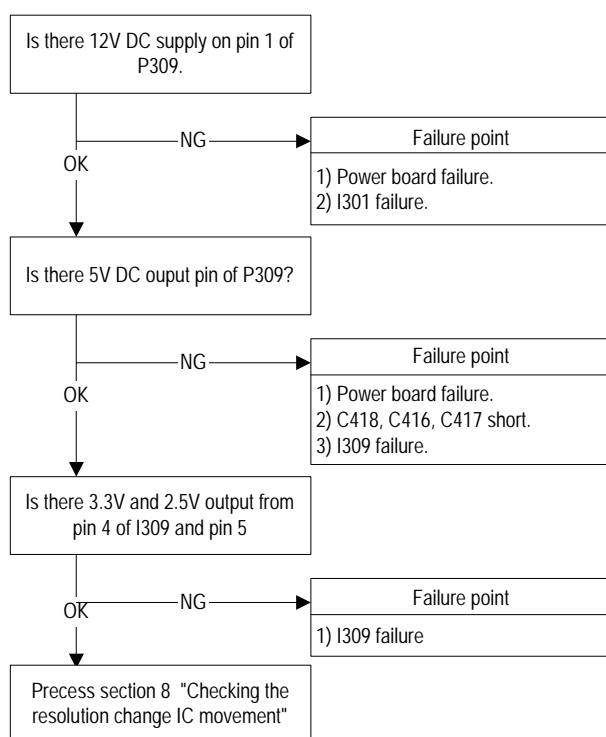 Is there 12V DC supply on pin 1 of
P309.
NG
Failure point
OK
1) Power board failure.
2) I301 failure.
Is there 5V DC ouput pin of P309?
NG
Failure point
OK
1) Power board failure.
2) C418, C416, C417 short.
3) I309 failure.
Is there 3.3V and 2.5V output from
pin 4 of I309 and pin 5
NG
Failure point
OK
1) I309 failure
Precess section 8 "Checking the
resolution change IC movement"